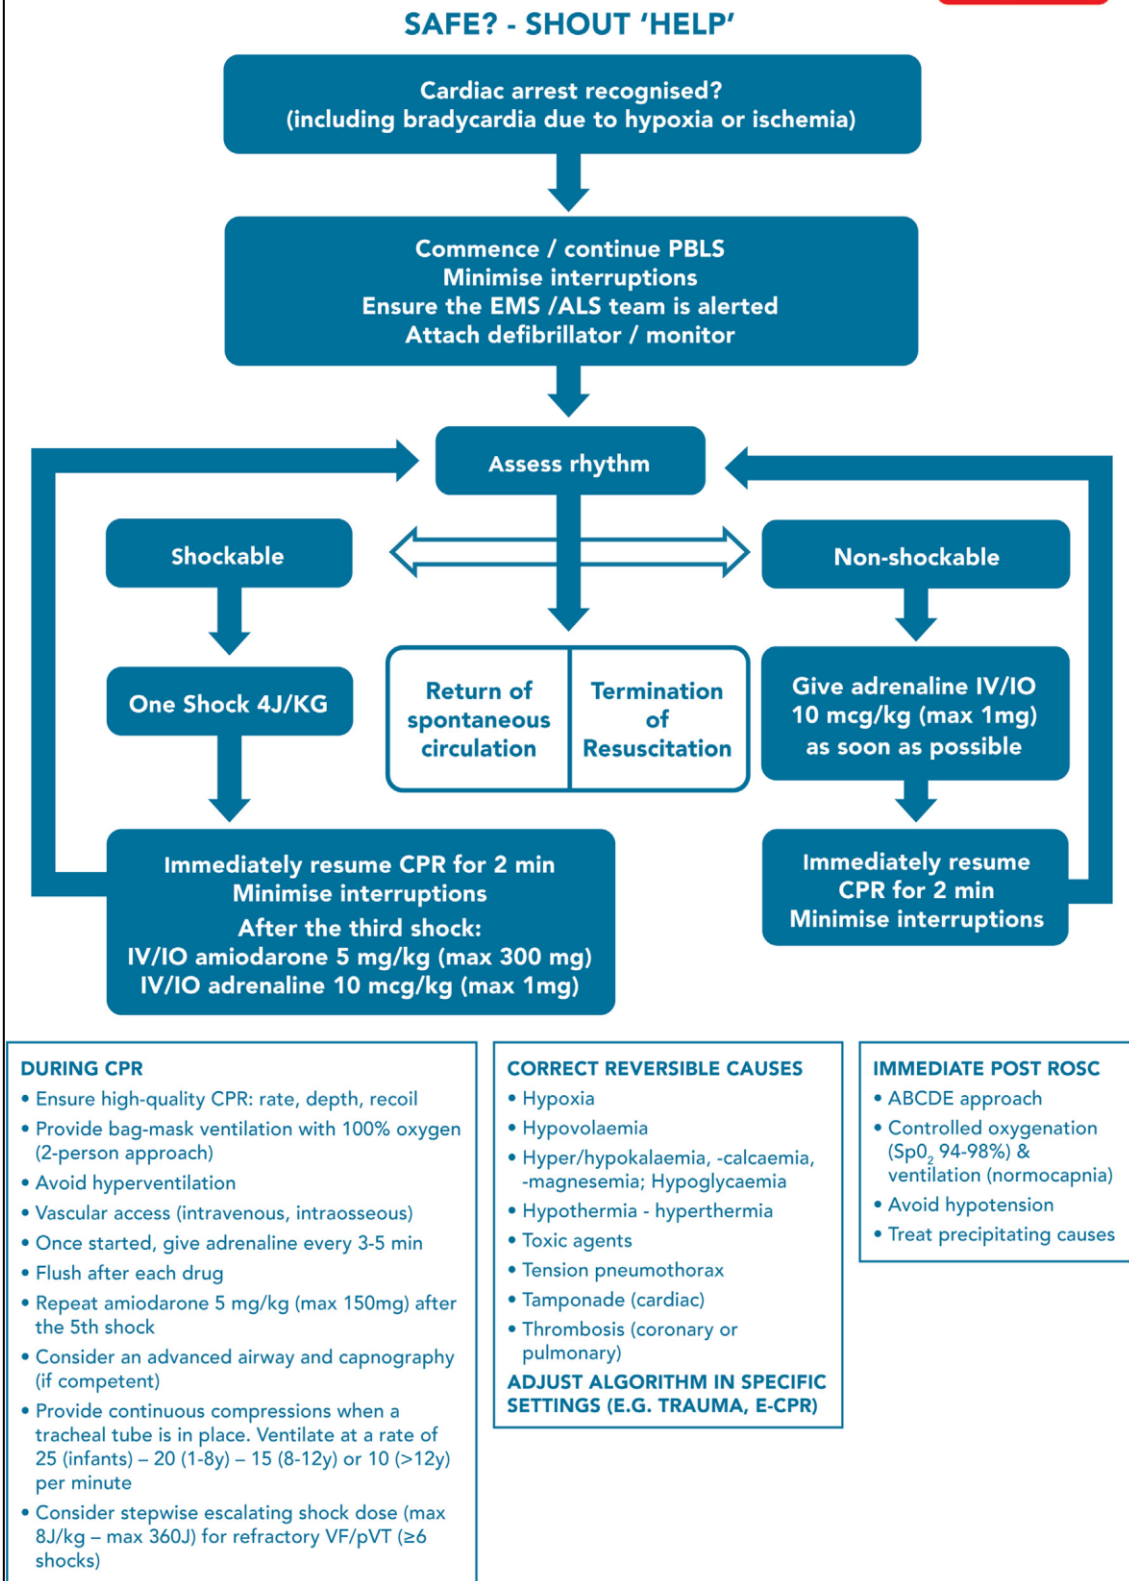 SAFE? - SHOUT ‘HELP’
Cardiac arrest recognised?
(including bradycardia due to hypoxia or ischemia)
Commence / continue PBLS
Minimise interruptions
Ensure the EMS /ALS team is alerted
Attach defibrillator / monitor
Assess rhythm
Shockable
Non-shockable
One Shock 4J/KG
Return of
spontaneous
circulation
Termination
of
Resuscitation
Give adrenaline IV/IO
10 mcg/kg (max 1mg)
as soon as possible
Immediately resume CPR for 2 min
Minimise interruptions
After the third shock:
IV/IO amiodarone 5 mg/kg (max 300 mg)
IV/IO adrenaline 10 mcg/kg (max 1mg)
Immediately resume
CPR for 2 min
Minimise interruptions
DURING CPR
• Ensure high-quality CPR: rate, depth, recoil
• Provide bag-mask ventilation with 100% oxygen
(2-person approach)
• Avoid hyperventilation
• Vascular access (intravenous, intraosseous)
• Once started, give adrenaline every 3-5 min
• Flush after each drug
• Repeat amiodarone 5 mg/kg (max 150mg) after
the 5th shock
• Consider an advanced airway and capnography
(if competent)
• Provide continuous compressions when a
tracheal tube is in place. Ventilate at a rate of
25 (infants) – 20 (1-8y) – 15 (8-12y) or 10 (>12y)
per minute
• Consider stepwise escalating shock dose (max
8J/kg – max 360J) for refractory VF/pVT (≥6
shocks)
CORRECT REVERSIBLE CAUSES
• Hypoxia
• Hypovolaemia
• Hyper/hypokalaemia, -calcaemia,
-magnesemia; Hypoglycaemia
• Hypothermia - hyperthermia
• Toxic agents
• Tension pneumothorax
• Tamponade (cardiac)
• Thrombosis (coronary or
pulmonary)
ADJUST ALGORITHM IN SPECIFIC
SETTINGS (E.G. TRAUMA, E-CPR)
IMMEDIATE POST ROSC
• ABCDE approach
• Controlled oxygenation
(Sp0₂ 94-98%) &
ventilation (normocapnia)
• Avoid hypotension
• Treat precipitating causes